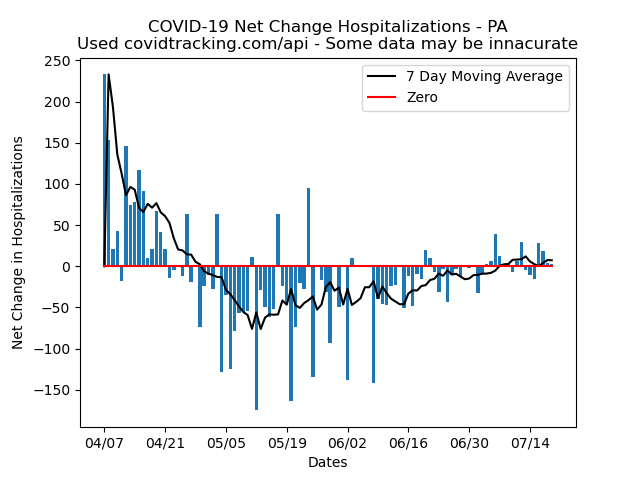 COVID-19 Net Change Hospitalizations - PA
Used covidtracking.com/api - Some data may be innacurate
7 Day Moving Average
Zero
Net Change in Hospitalizations
250
200
150
100
50
0
−50
−100
−150
04/07 04/21 05/05 05/19 06/02 06/16 06/30 07/14
Dates